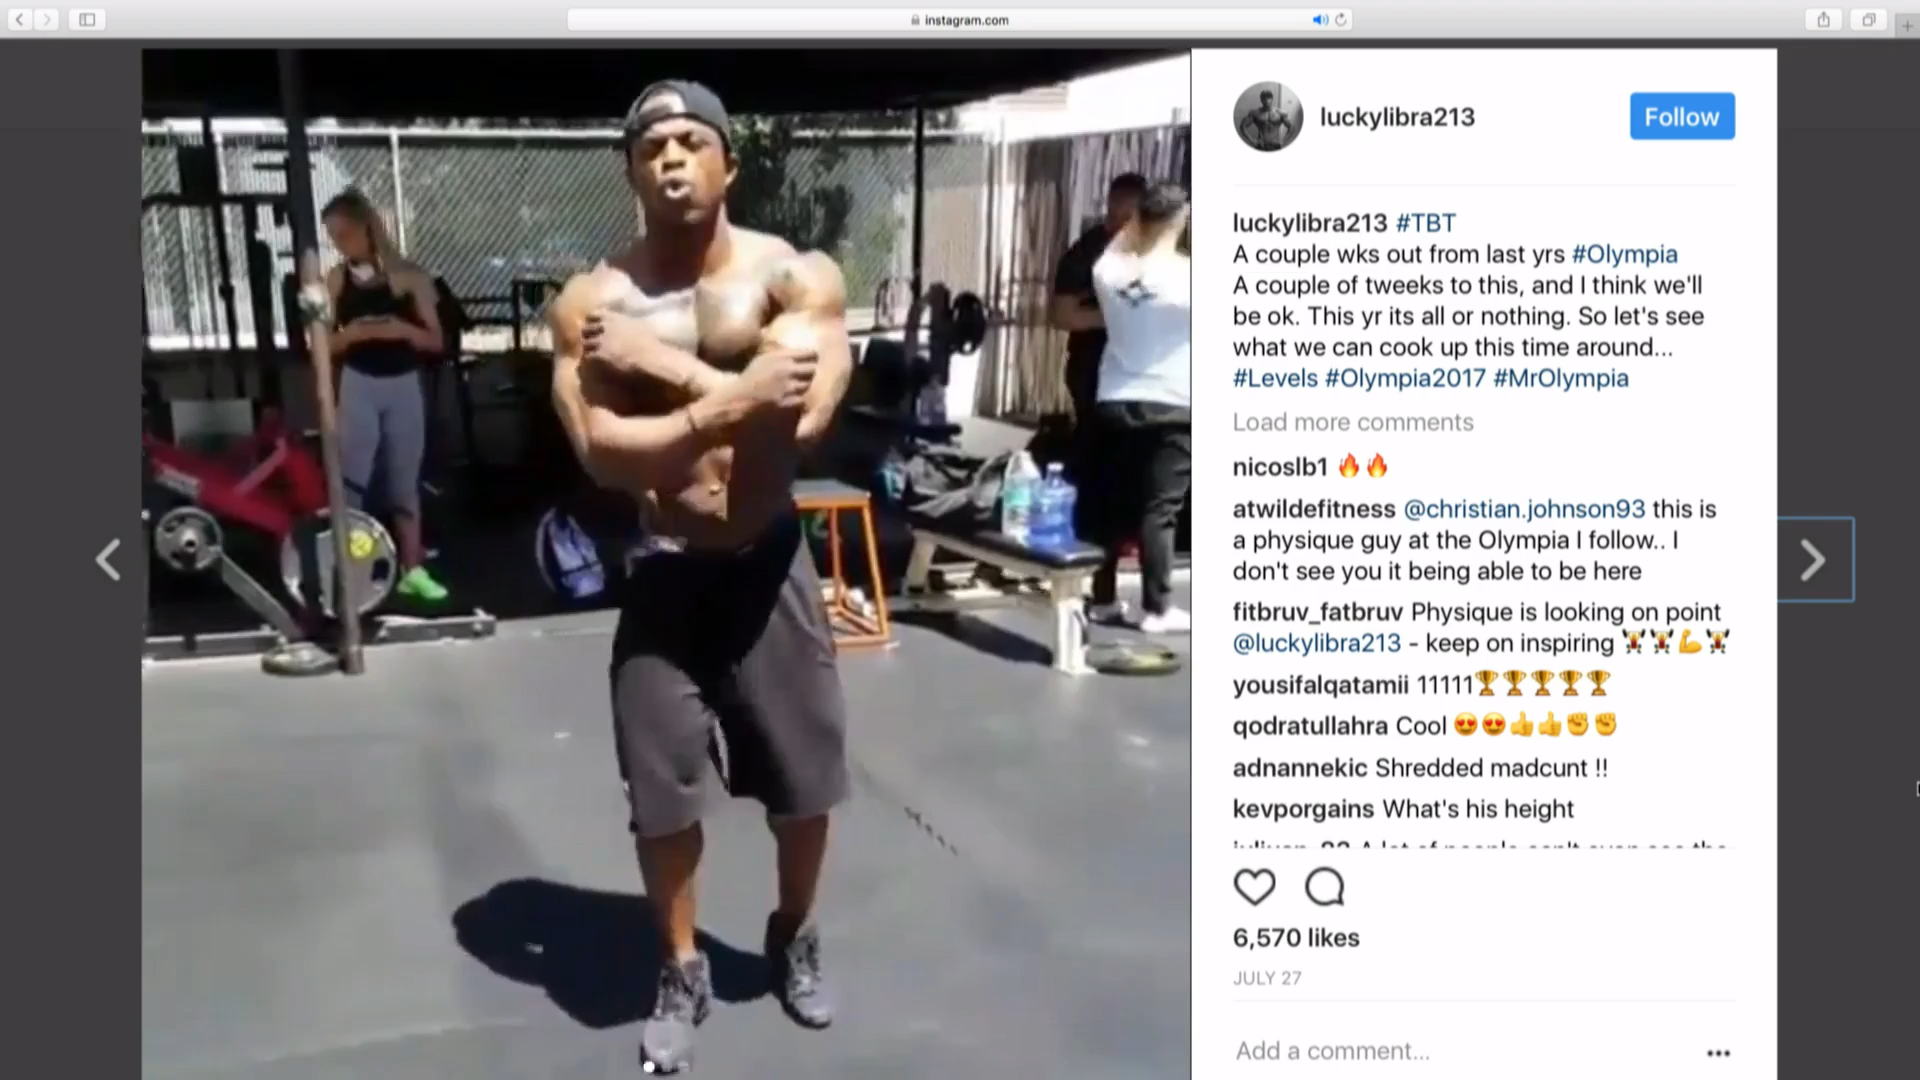 instagram.com
luckylibra213
Follow
luckylibra213 #TBT
A couple wks out from last yrs #Olympia
A couple of tweeks to this, and I think we'll
be ok. This yr its all or nothing. So let's see
what we can cook up this time around...
#Levels #Olympia2017 #MrOlympia
Load more comments
nicoslb1 🔥🔥
atwildefitness @christian.johnson93 this is
a physique guy at the Olympia I follow.. I
don't see you it being able to be here
fitbruv_fatbruv Physique is looking on point
@luckylibra213 - keep on inspiring 🏋🏋💪🏋
yousifalqatamii 11111🏆🏆🏆🏆🏆
qodratullahra Cool 😍😍👍👍✊✊
adnannekic Shredded madcunt !!
kevporgains What's his height
6,570 likes
JULY 27
Add a comment...